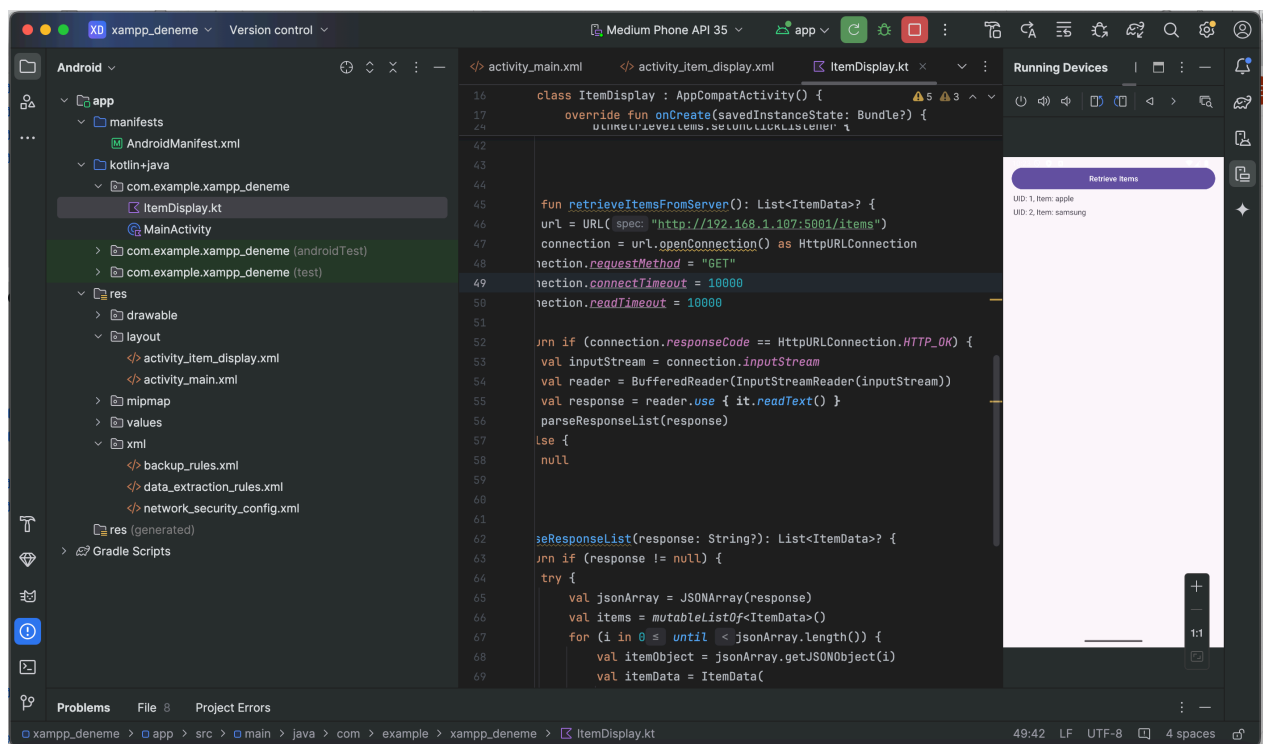 XD xampp_deneme Version control Medium Phone API 35 app
Android
activity_main.xml activity_item_display.xml ItemDisplay.kt
Running Devices
app
manifests
AndroidManifest.xml
kotlin+java
com.example.xampp_deneme
ItemDisplay.kt
MainActivity
com.example.xampp_deneme (androidTest)
com.example.xampp_deneme (test)
res
drawable
layout
activity_item_display.xml
activity_main.xml
mipmap
values
xml
backup_rules.xml
data_extraction_rules.xml
network_security_config.xml
res (generated)
Gradle Scripts
16 class ItemDisplay : AppCompatActivity() { 5 3
17 override fun onCreate(savedInstanceState: Bundle?) {
24 btnRetrieveItems.setOnClickListener {
42
43
44
45 fun retrieveItemsFromServer(): List<ItemData>? {
46 url = URL( spec: "http://192.168.1.107:5001/items")
47 connection = url.openConnection() as HttpURLConnection
48 nection.requestMethod = "GET"
49 nection.connectTimeout = 10000
50 nection.readTimeout = 10000
51
52 urn if (connection.responseCode == HttpURLConnection.HTTP_OK) {
53 val inputStream = connection.inputStream
54 val reader = BufferedReader(InputStreamReader(inputStream))
55 val response = reader.use { it.readText() }
56 parseResponseList(response)
57 lse {
58 null
59
60
61
62 seResponseList(response: String?): List<ItemData>? {
63 urn if (response != null) {
64 try {
65 val jsonArray = JSONArray(response)
66 val items = mutableListOf<ItemData>()
67 for (i in 0 ≤ until < jsonArray.length()) {
68 val itemObject = jsonArray.getJSONObject(i)
69 val itemData = ItemData(
Retrieve Items
UID: 1, Item: apple
UID: 2, Item: samsung
1:1
Problems File 8 Project Errors
xampp_deneme > app > src > main > java > com > example > xampp_deneme > ItemDisplay.kt
49:42 LF UTF-8 4 spaces